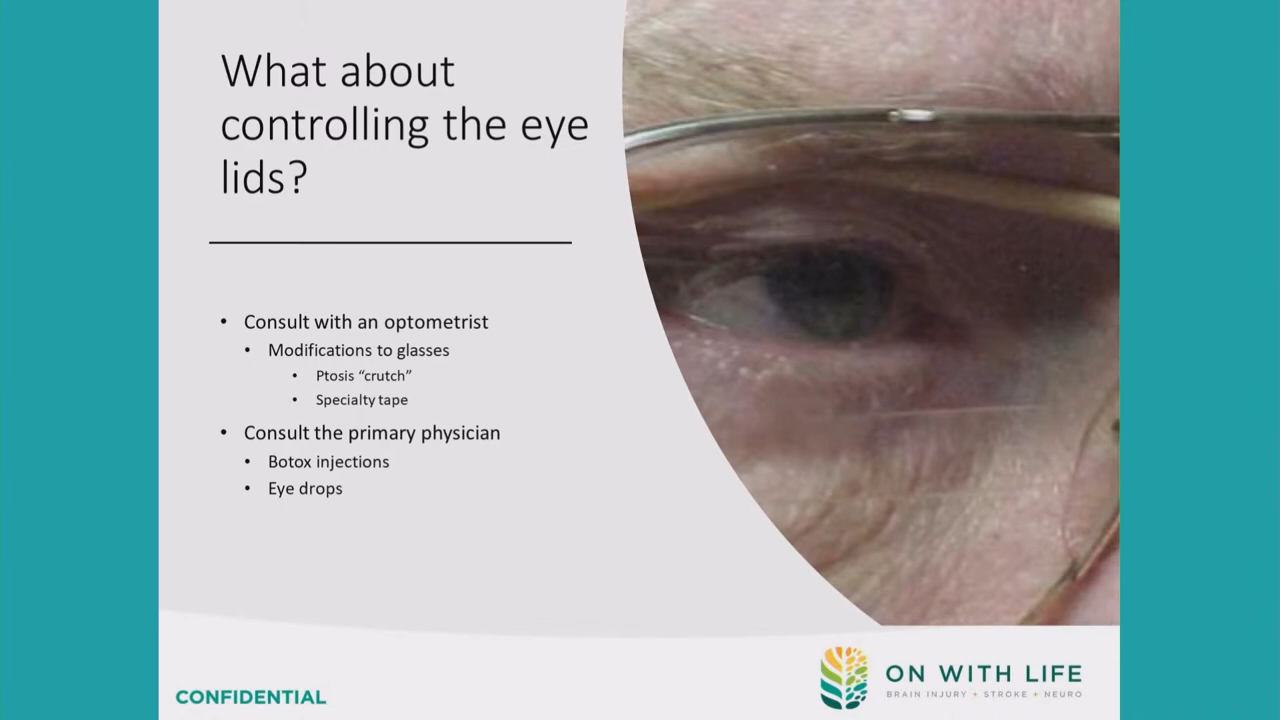 What about
controlling the eye
lids?
• Consult with an optometrist
• Modifications to glasses
• Ptosis “crutch”
• Specialty tape
• Consult the primary physician
• Botox injections
• Eye drops
CONFIDENTIAL
ON WITH LIFE
BRAIN INJURY • STROKE • NEURO